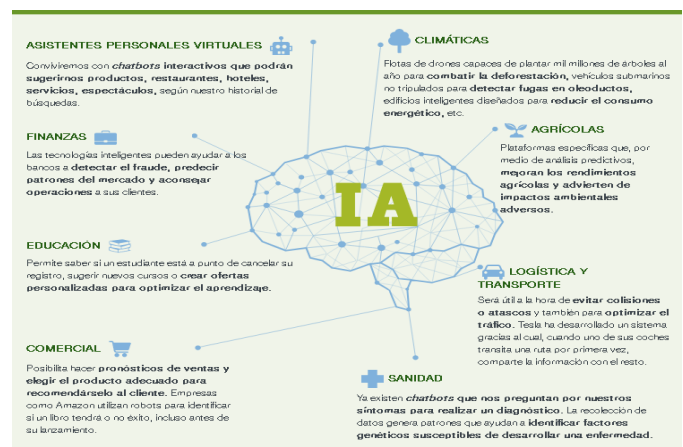 ASISTENTES PERSONALES VIRTUALES
Conviviremos con chatbots interactivos que podrán
sugerirnos productos, restaurantes, hoteles,
servicios, espectáculos, según nuestro historial de
búsquedas.
FINANZAS
Las tecnologías inteligentes pueden ayudar a los
bancos a detectar el fraude, predecir
patrones del mercado y aconsejar
operaciones a sus clientes.
EDUCACIÓN
Permite saber si un estudiante está a punto de cancelar su
registro, sugerir nuevos cursos o crear ofertas
personalizadas para optimizar el aprendizaje.
COMERCIAL
Posibilita hacer pronósticos de ventas y
elegir el producto adecuado para
recomendárselo al cliente. Empresas
como Amazon utilizan robots para identificar
si un libro tendrá o no éxito, incluso antes de
su lanzamiento.
IA
CLIMÁTICAS
Flotas de drones capaces de plantar mil millones de árboles al
año para combatir la deforestación, vehículos submarinos
no tripulados para detectar fugas en oleoductos,
edificios inteligentes diseñados para reducir el consumo
energético, etc.
AGRÍCOLAS
Plataformas específicas que, por
medio de análisis predictivos,
mejoran los rendimientos
agrícolas y advierten de
impactos ambientales
adversos.
LOGÍSTICA Y
TRANSPORTE
Será útil a la hora de evitar colisiones
o atascos y también para optimizar el
tráfico. Tesla ha desarrollado un sistema
gracias al cual, cuando uno de sus coches
transita una ruta por primera vez,
comparte la información con el resto.
SANIDAD
Ya existen chatbots que nos preguntan por nuestros
síntomas para realizar un diagnóstico. La recolección de
datos genera patrones que ayudan a identificar factores
genéticos susceptibles de desarrollar una enfermedad.